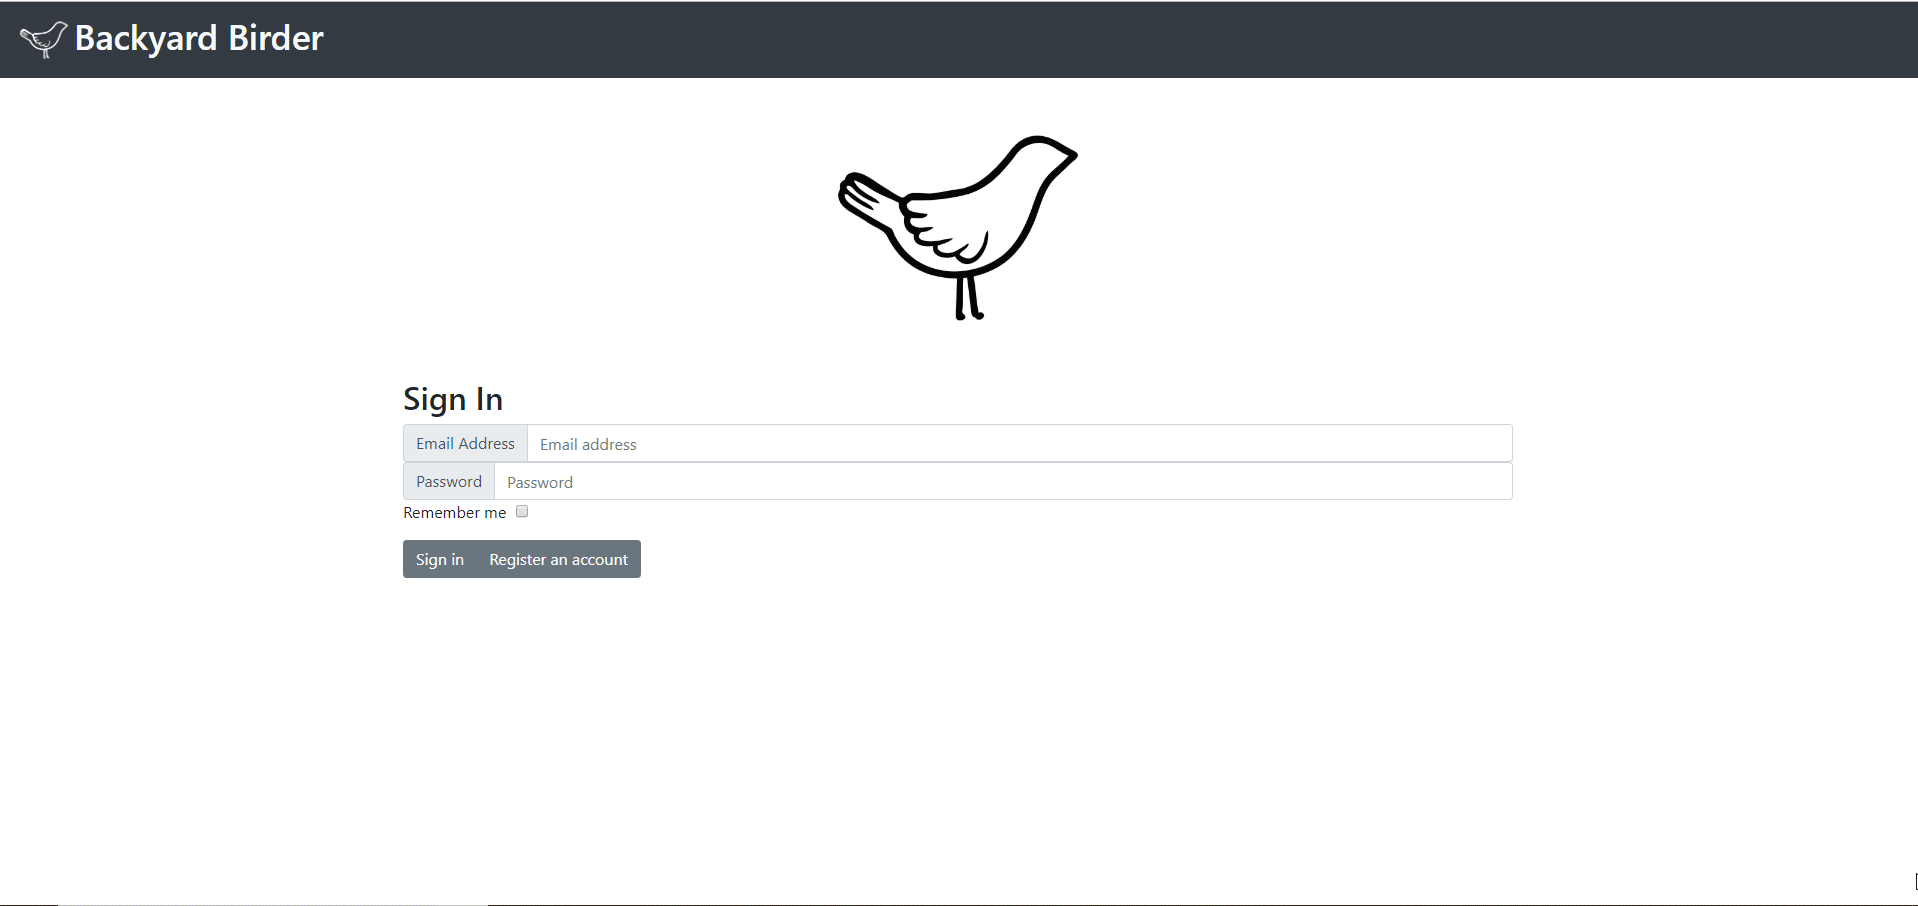 Backyard Birder
Sign In
Email Address Email address
Password Password
Remember me
Sign in Register an account